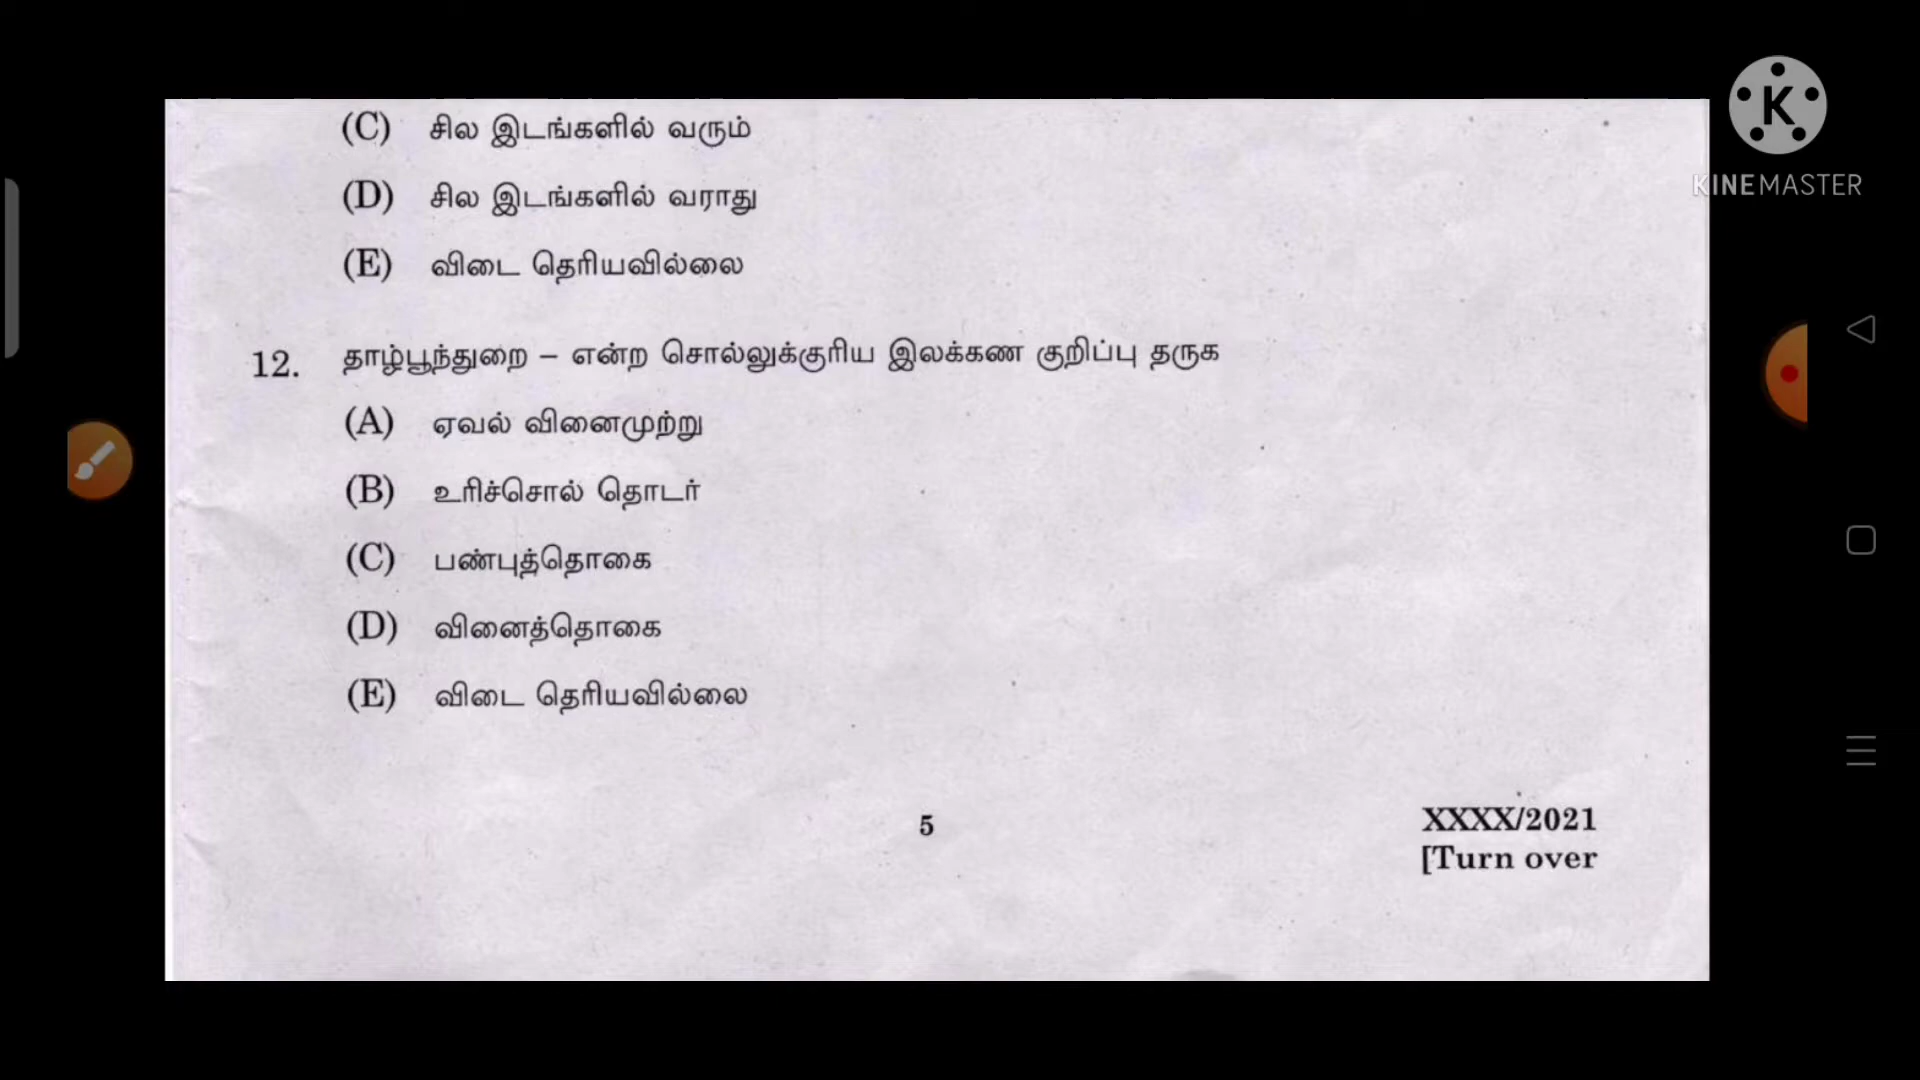 (C) சில இடங்களில் வரும்
(D) சில இடங்களில் வராது
(E) விடை தெரியவில்லை
12. தாழ்பூந்துறை – என்ற சொல்லுக்குரிய இலக்கண குறிப்பு தருக
(A) ஏவல் வினைமுற்று
(B) உரிச்சொல் தொடர்
(C) பண்புத்தொகை
(D) வினைத்தொகை
(E) விடை தெரியவில்லை
5
XXXX/2021
[Turn over
K
KINEMASTER